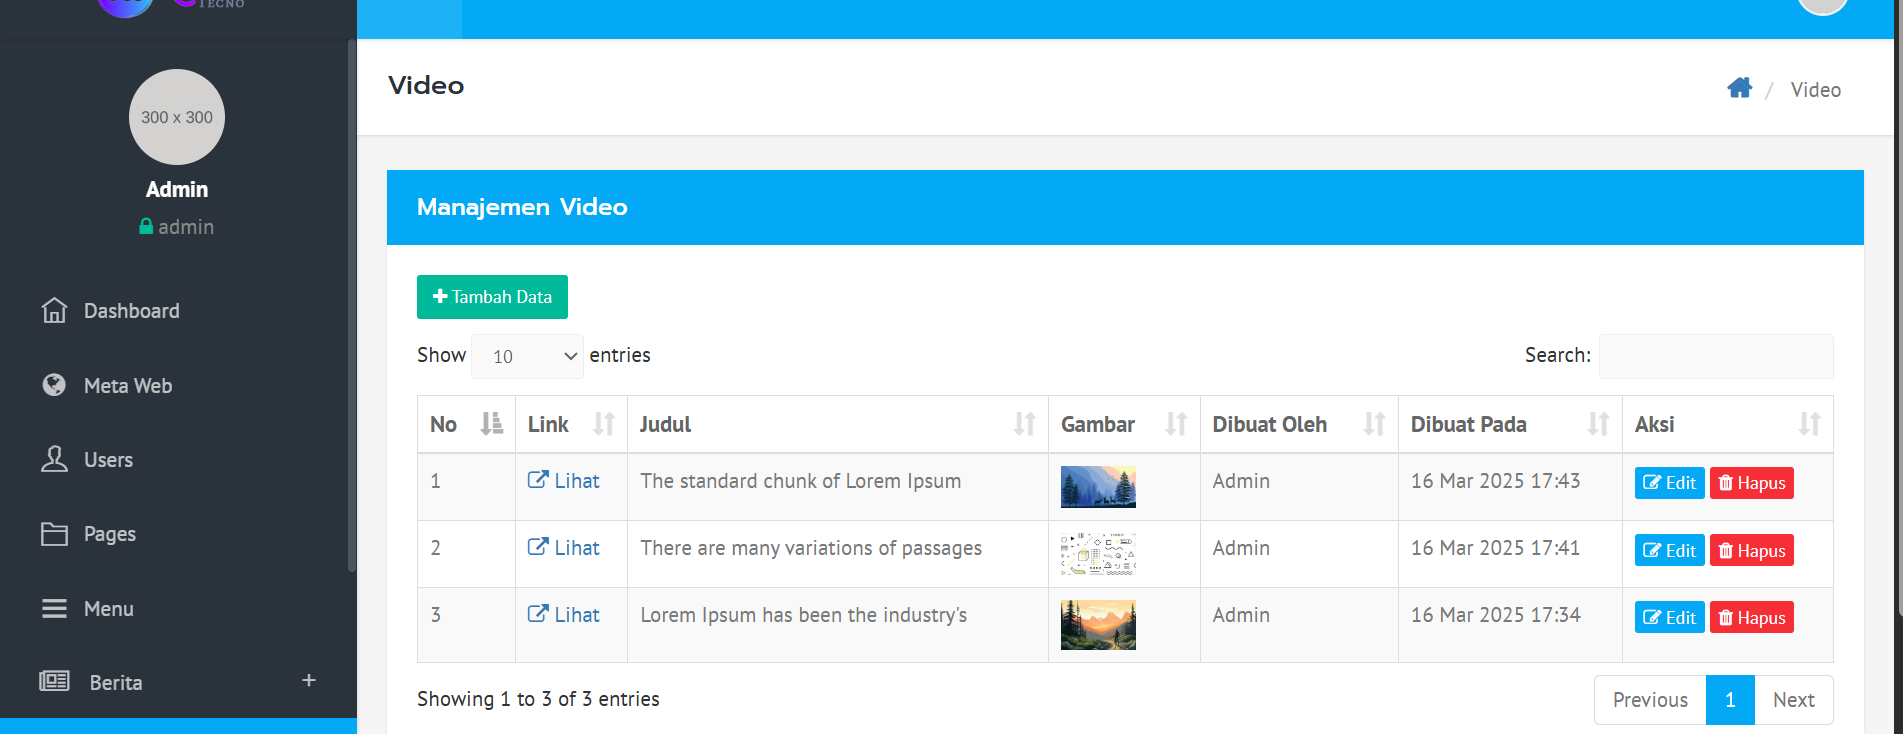 TECNO
300 x 300
Admin
admin
Dashboard
Meta Web
Users
Pages
Menu
Berita +
Video
/ Video
Manajemen Video
Tambah Data
Show 10 entries
Search:
No Link Judul Gambar Dibuat Oleh Dibuat Pada Aksi
1 Lihat The standard chunk of Lorem Ipsum Admin 16 Mar 2025 17:43 Edit Hapus
2 Lihat There are many variations of passages Admin 16 Mar 2025 17:41 Edit Hapus
3 Lihat Lorem Ipsum has been the industry's Admin 16 Mar 2025 17:34 Edit Hapus
Showing 1 to 3 of 3 entries
Previous 1 Next